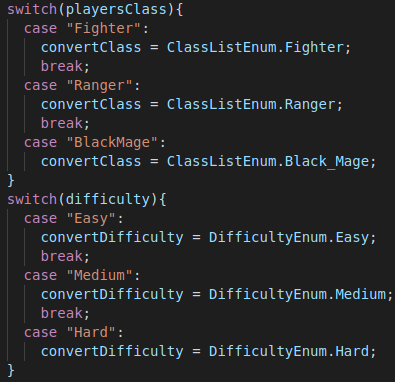 switch(playersClass){
  case "Fighter":
    convertClass = ClassListEnum.Fighter;
    break;
  case "Ranger":
    convertClass = ClassListEnum.Ranger;
    break;
  case "BlackMage":
    convertClass = ClassListEnum.Black_Mage;
}
switch(difficulty){
  case "Easy":
    convertDifficulty = DifficultyEnum.Easy;
    break;
  case "Medium":
    convertDifficulty = DifficultyEnum.Medium;
    break;
  case "Hard":
    convertDifficulty = DifficultyEnum.Hard;
}